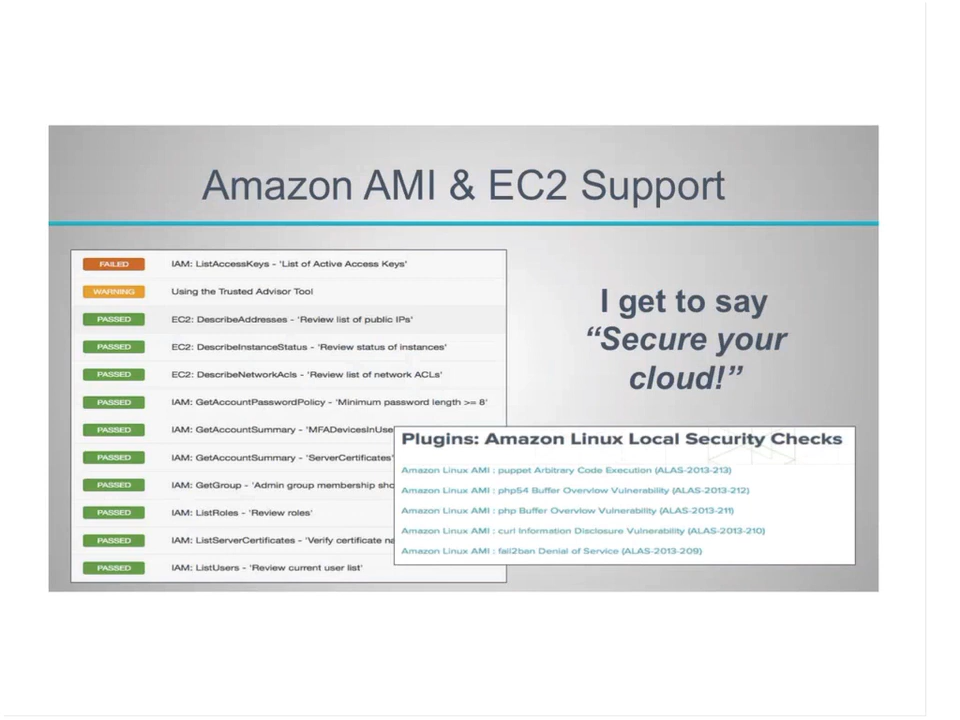 Amazon AMI & EC2 Support
FAILED IAM: ListAccessKeys - 'List of Active Access Keys'
WARNING Using the Trusted Advisor Tool
PASSED EC2: DescribeAddresses - 'Review list of public IPs'
PASSED EC2: DescribeInstanceStatus - 'Review status of instances'
PASSED EC2: DescribeNetworkAcls - 'Review list of network ACLs'
PASSED IAM: GetAccountPasswordPolicy - 'Minimum password length >= 8'
PASSED IAM: GetAccountSummary - 'MFADevicesInUse
PASSED IAM: GetAccountSummary - 'ServerCertificates'
PASSED IAM: GetGroup - 'Admin group membership sho
PASSED IAM: ListRoles - 'Review roles'
PASSED IAM: ListServerCertificates - 'Verify certificate na
PASSED IAM: ListUsers - 'Review current user list'
I get to say
“Secure your
cloud!”
Plugins: Amazon Linux Local Security Checks
Amazon Linux AMI : puppet Arbitrary Code Execution (ALAS-2013-213)
Amazon Linux AMI : php54 Buffer Overvlow Vulnerability (ALAS-2013-212)
Amazon Linux AMI : php Buffer Overvlow Vulnerability (ALAS-2013-211)
Amazon Linux AMI : curl Information Disclosure Vulnerability (ALAS-2013-210)
Amazon Linux AMI : fail2ban Denial of Service (ALAS-2013-209)